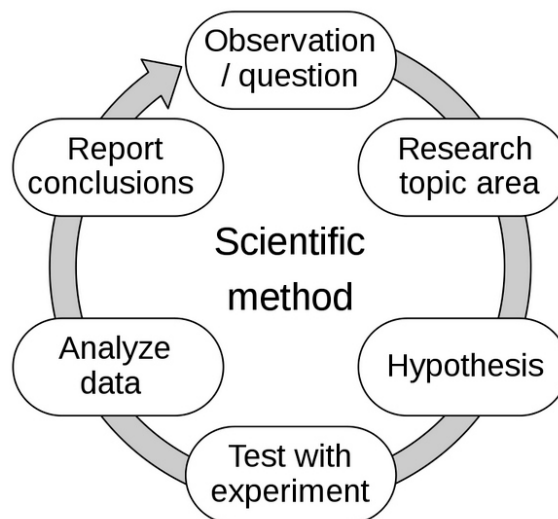 Observation
/ question
Research
topic area
Hypothesis
Test with
experiment
Analyze
data
Report
conclusions
Scientific
method